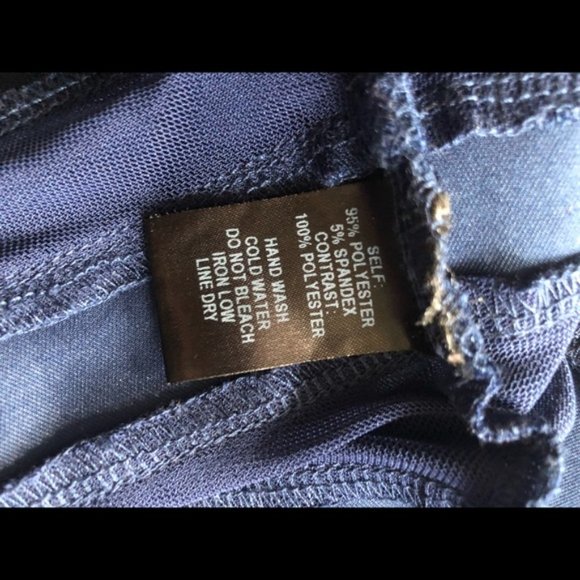 SELF:
95% POLYESTER
5% SPANDEX
CONTRAST:
100% POLYESTER
HAND WASH
COLD WATER
DO NOT BLEACH
IRON LOW
LINE DRY